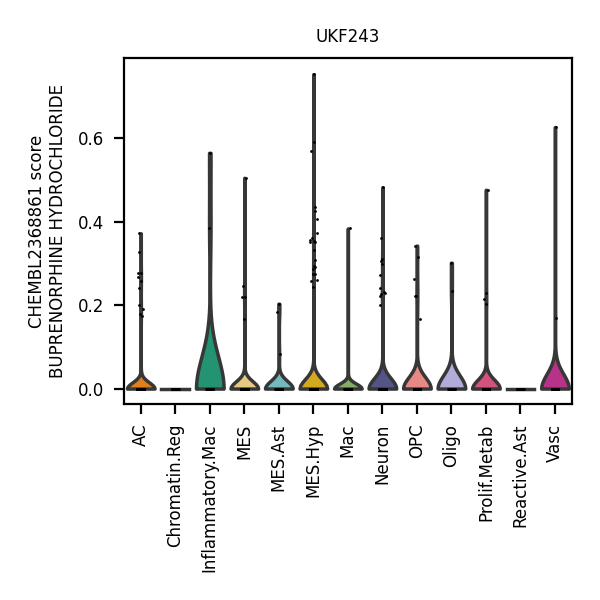 UKF243
CHEMBL2368861 score
BUPRENORPHINE HYDROCHLORIDE
0.6
0.4
0.2
0.0
AC
Chromatin.Reg
Inflammatory.Mac
MES
MES.Ast
MES.Hyp
Mac
Neuron
OPC
Oligo
Prolif.Metab
Reactive.Ast
Vasc